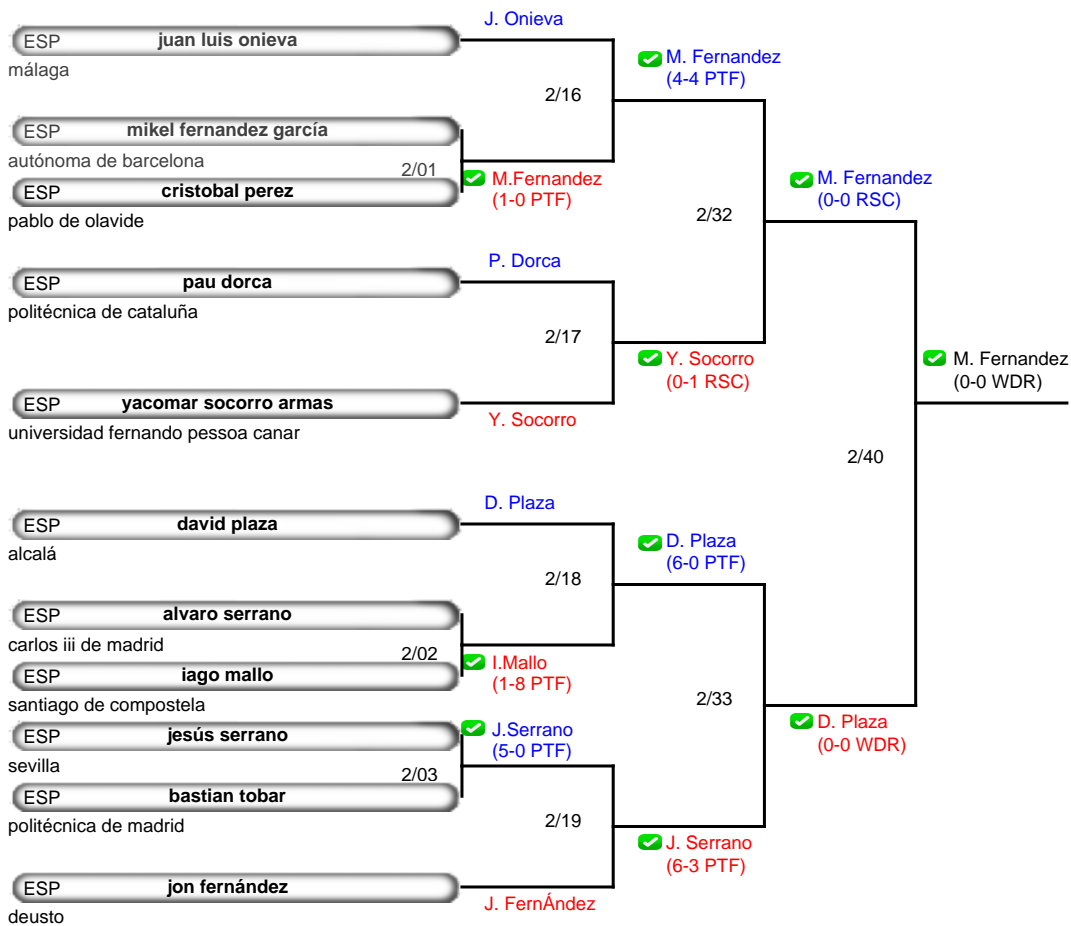 J. Onieva
ESP juan luis onieva
málaga
M. Fernandez
(4-4 PTF)
2/16
ESP mikel fernandez garcía
autónoma de barcelona
2/01
M.Fernandez
(1-0 PTF)
ESP cristobal perez
pablo de olavide
M. Fernandez
(0-0 RSC)
2/32
P. Dorca
ESP pau dorca
politécnica de cataluña
2/17
Y. Socorro
(0-1 RSC)
M. Fernandez
(0-0 WDR)
ESP yacomar socorro armas
Y. Socorro
universidad fernando pessoa canar
2/40
D. Plaza
ESP david plaza
alcalá
D. Plaza
(6-0 PTF)
2/18
ESP alvaro serrano
carlos iii de madrid
2/02
I.Mallo
(1-8 PTF)
ESP iago mallo
santiago de compostela
2/33
D. Plaza
(0-0 WDR)
ESP jesús serrano
J.Serrano
(5-0 PTF)
sevilla
2/03
ESP bastian tobar
politécnica de madrid
2/19
J. Serrano
(6-3 PTF)
ESP jon fernández
J. FernÁndez
deusto